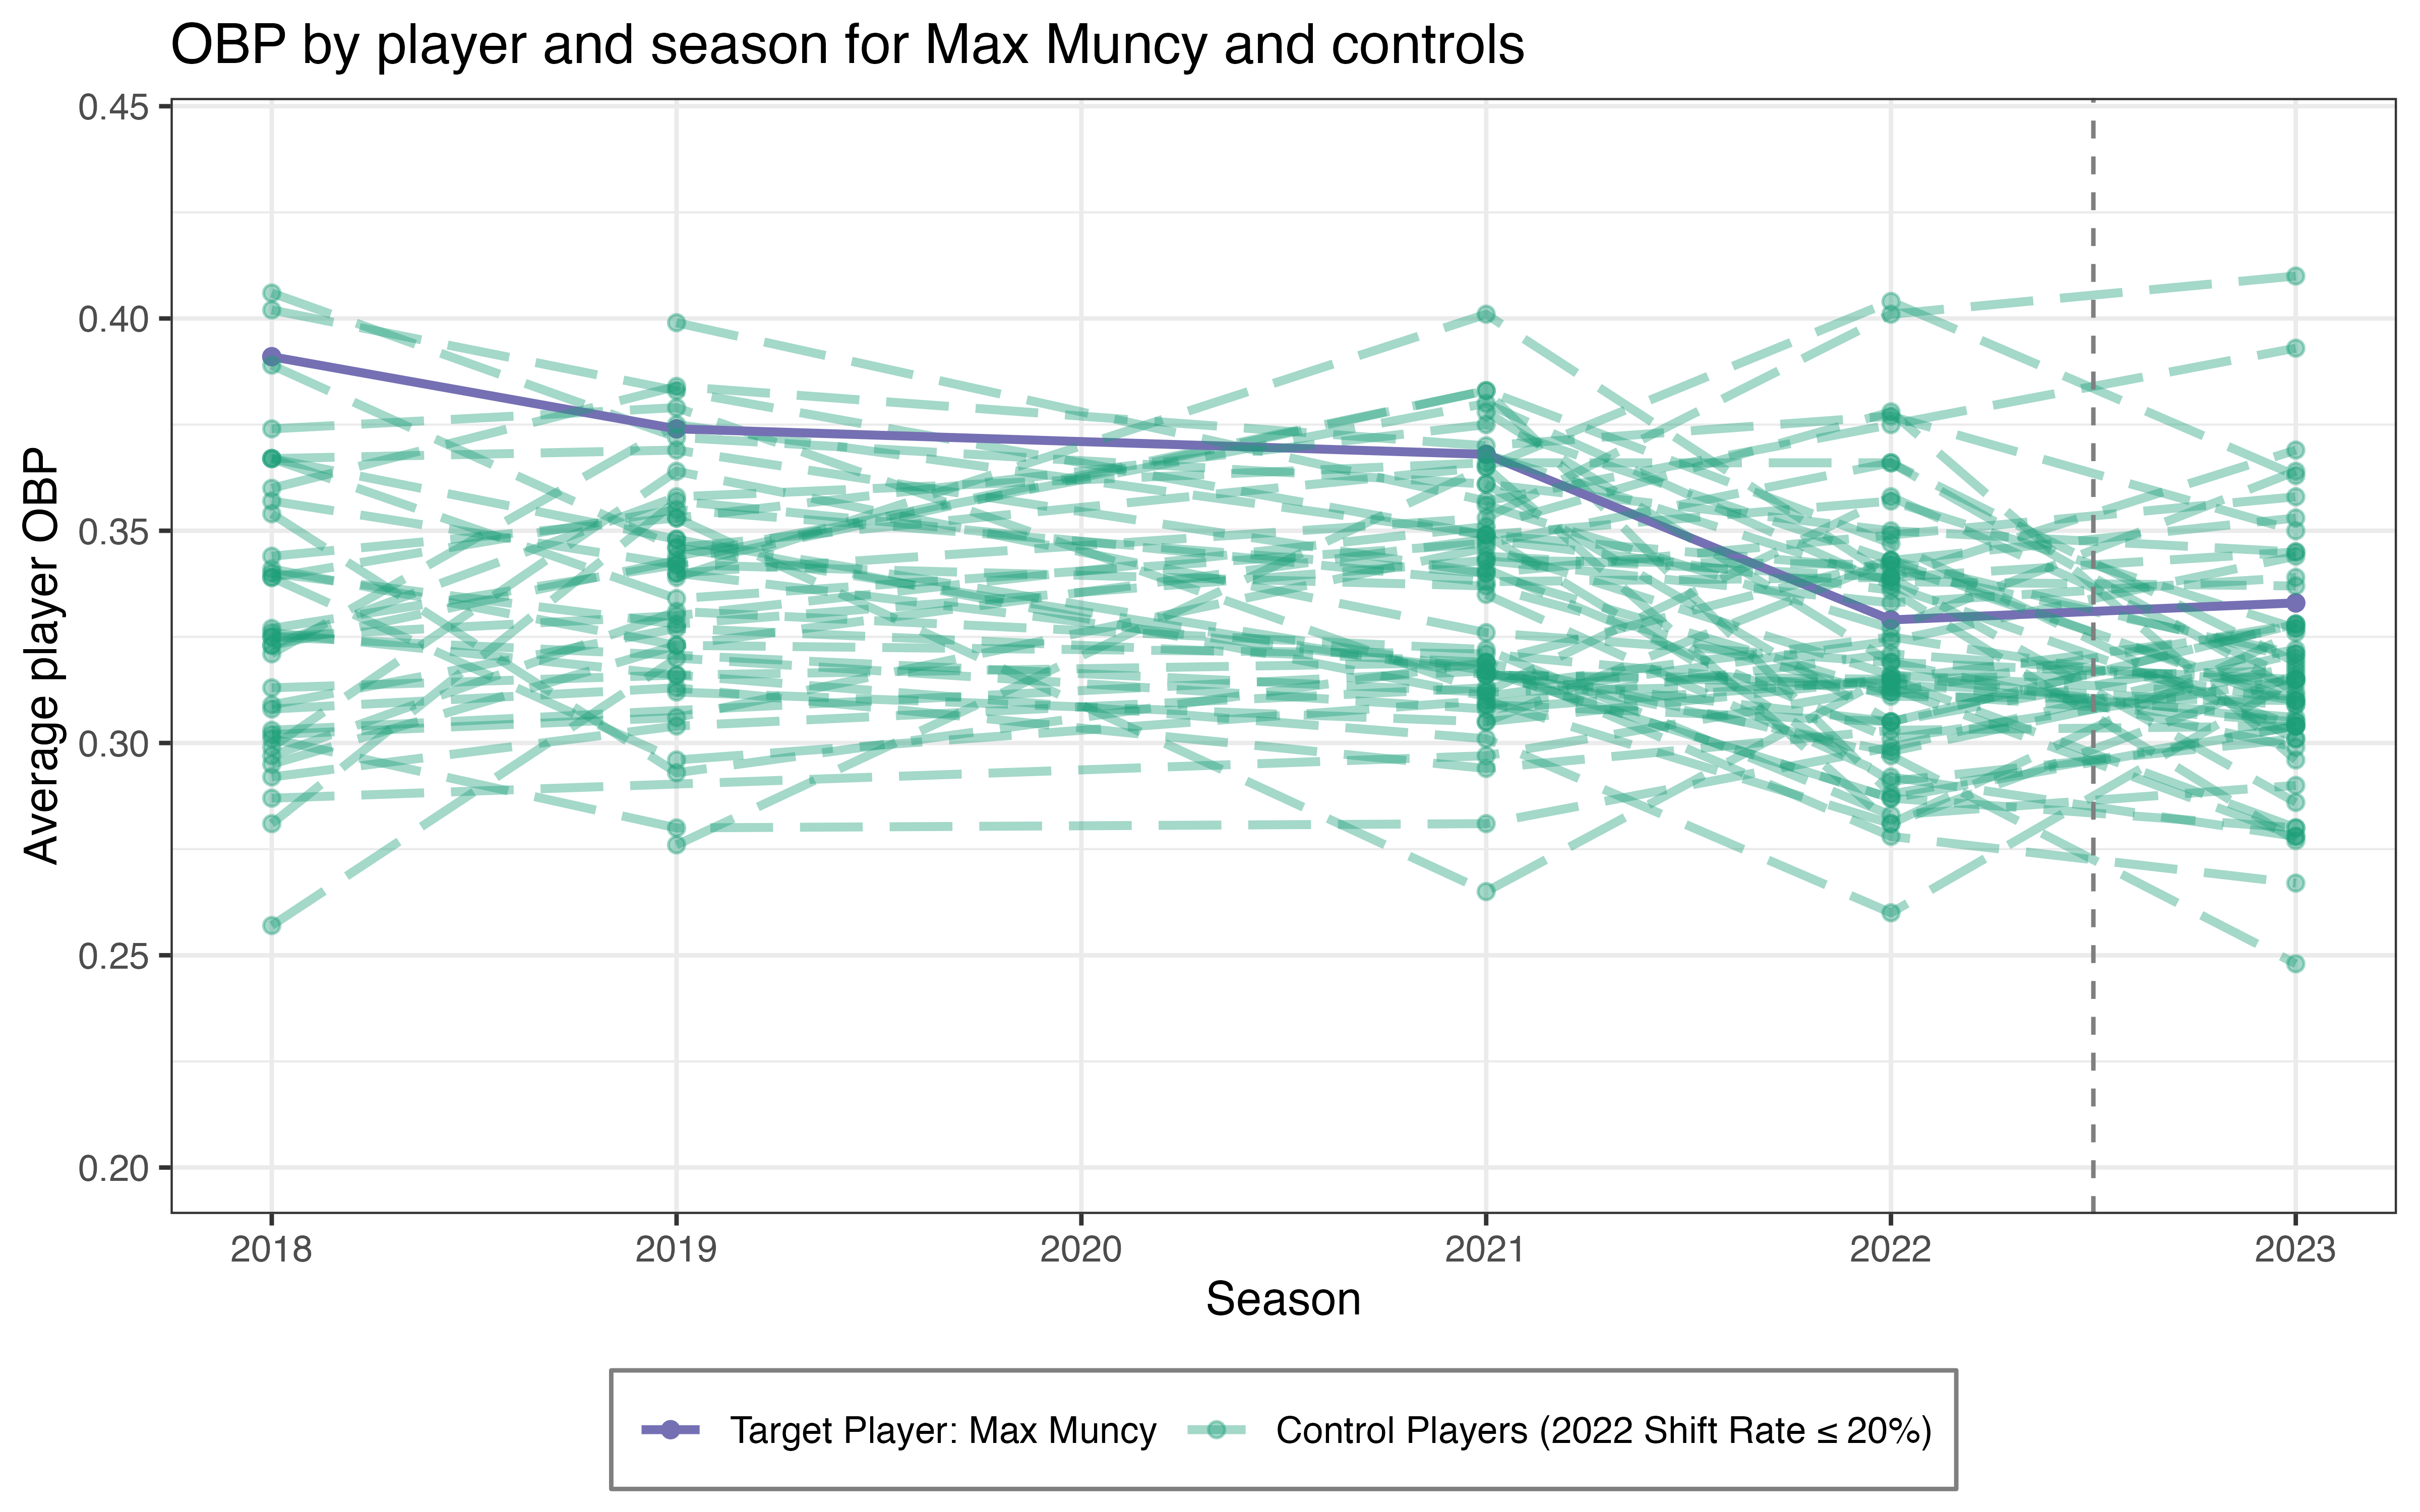 OBP by player and season for Max Muncy and controls
Average player OBP
0.45
0.40
0.35
0.30
0.25
0.20
2018 2019 2020 2021 2022 2023
Season
Target Player: Max Muncy Control Players (2022 Shift Rate ≤ 20%)